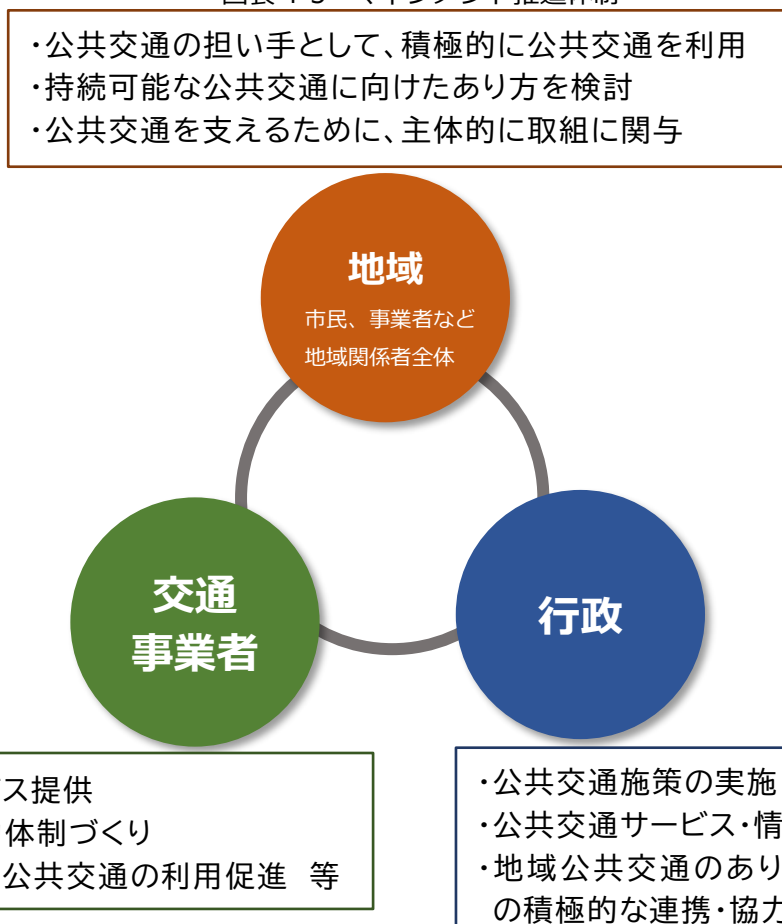 ・公共交通の担い手として、積極的に公共交通を利用
・持続可能な公共交通に向けたあり方を検討
・公共交通を支えるために、主体的に取組に関与
地域
市民、事業者など
地域関係者全体
交通
事業者
行政
ス提供
体制づくり
公共交通の利用促進 等
・公共交通施策の実施
・公共交通サービス・情
・地域公共交通のあり
の積極的な連携・協力